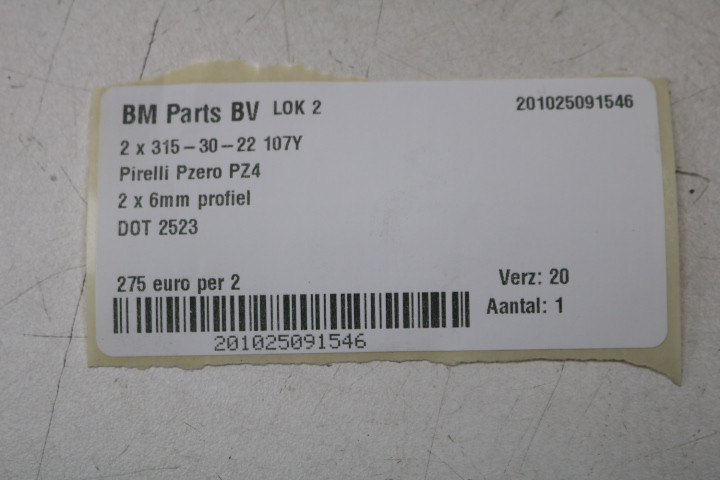 BM Parts BV LOK 2 201025091546
2 x 315-30-22 107Y
Pirelli Pzero PZ4
2 x 6mm profiel
DOT 2523
275 euro per 2 Verz: 20
Aantal: 1
201025091546